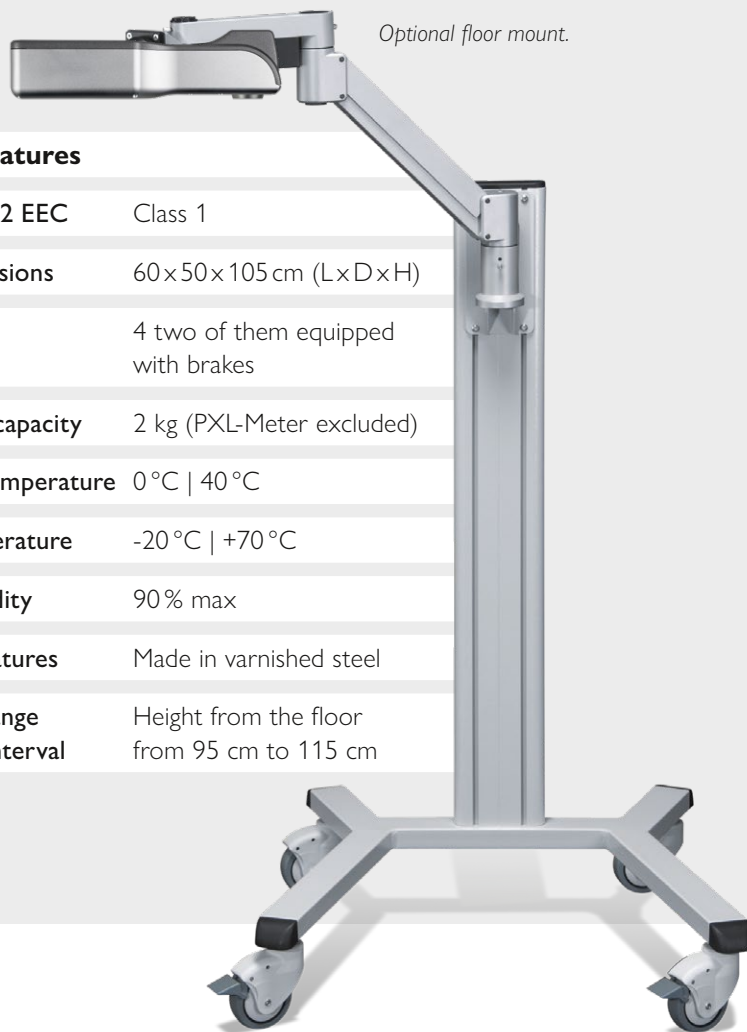 Optional floor mount.
atures
2 EEC Class 1
sions 60 x 50 x 105 cm (L x D x H)
4 two of them equipped
with brakes
capacity 2 kg (PXL-Meter excluded)
mperature 0 °C | 40 °C
erature -20 °C | +70 °C
lity 90 % max
tures Made in varnished steel
nge Height from the floor
nterval from 95 cm to 115 cm